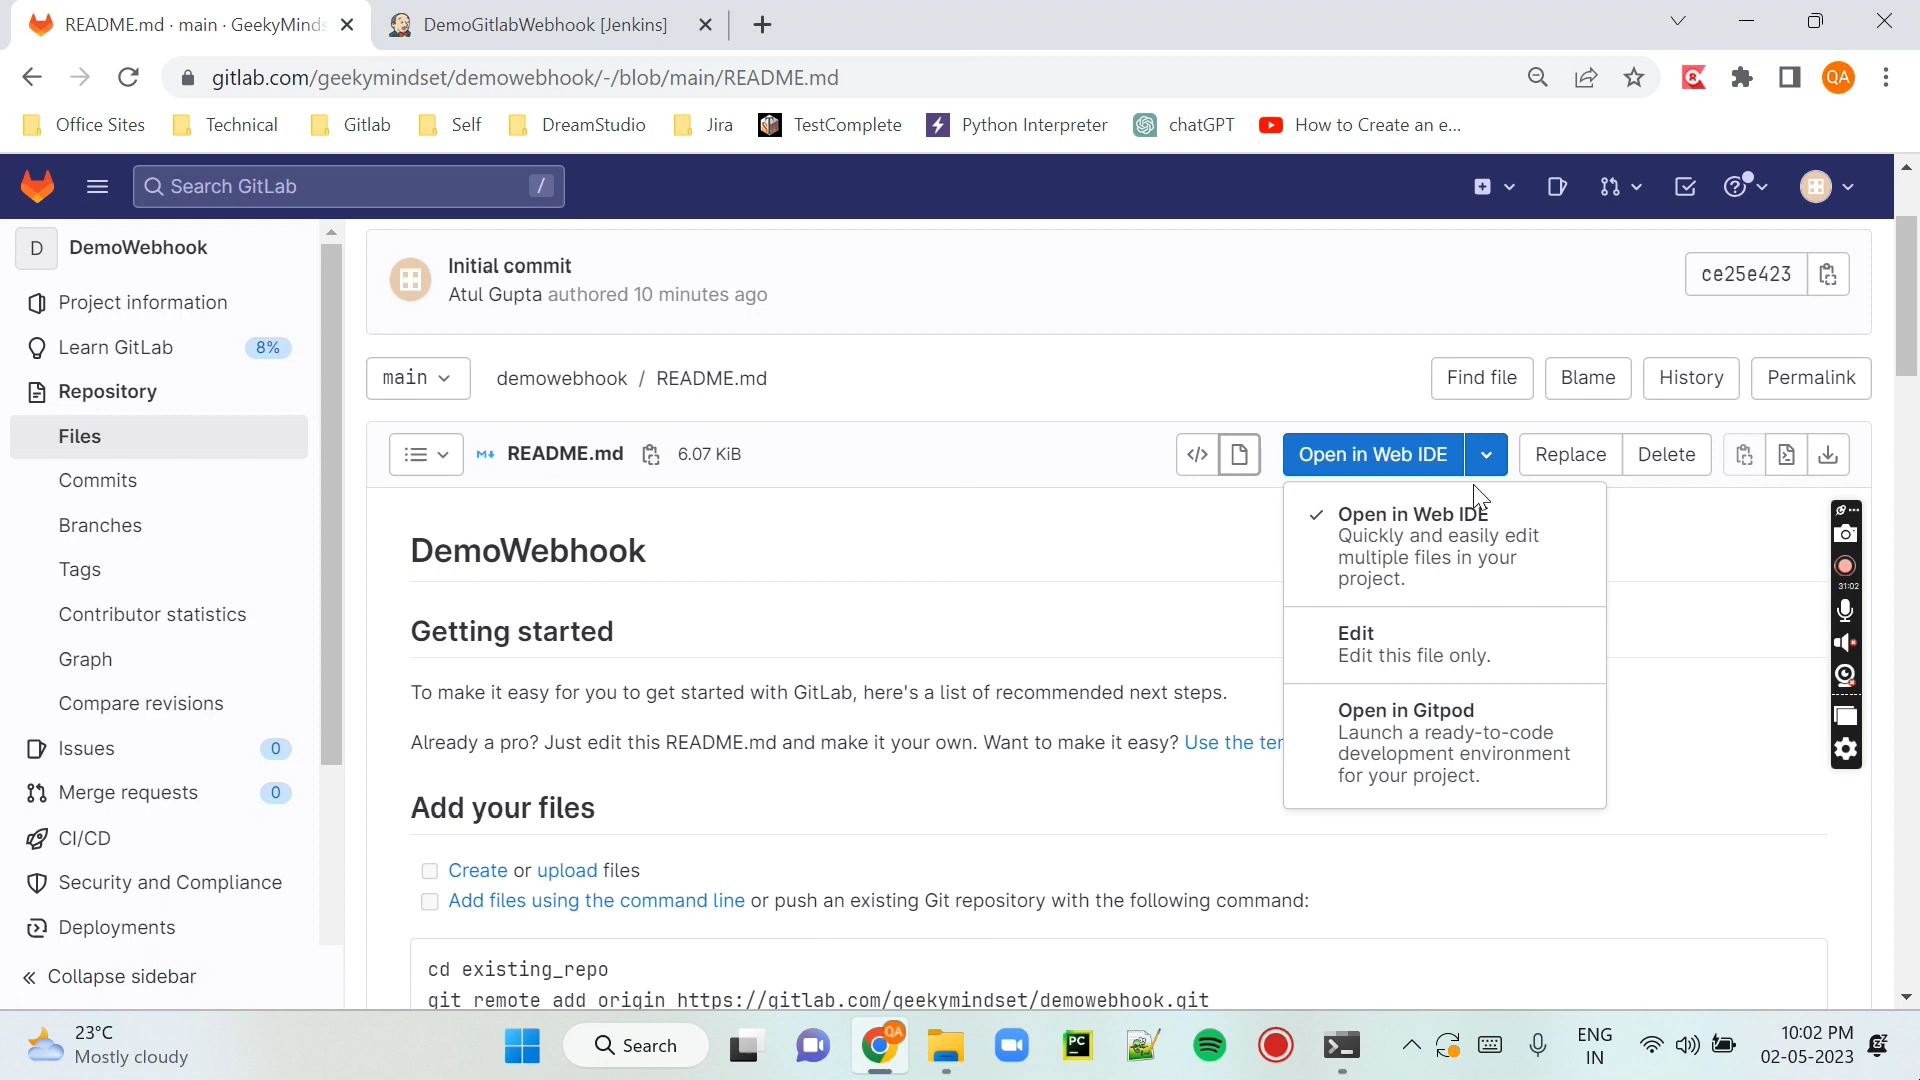 README.md · main · GeekyMinds
DemoGitlabWebhook [Jenkins]
gitlab.com/geekymindset/demowebhook/-/blob/main/README.md
QA
Office Sites
Technical
Gitlab
Self
DreamStudio
Jira
TestComplete
Python Interpreter
chatGPT
How to Create an e...
Search GitLab
/
D
DemoWebhook
Project information
Learn GitLab
8%
Repository
Files
Commits
Branches
Tags
Contributor statistics
Graph
Compare revisions
Issues
0
Merge requests
0
CI/CD
Security and Compliance
Deployments
Collapse sidebar
Initial commit
Atul Gupta authored 10 minutes ago
ce25e423
main
demowebhook / README.md
Find file
Blame
History
Permalink
README.md
6.07 KiB
Open in Web IDE
Replace
Delete
Open in Web IDE
Quickly and easily edit
multiple files in your
project.
Edit
Edit this file only.
Open in Gitpod
Launch a ready-to-code
development environment
for your project.
DemoWebhook
Getting started
To make it easy for you to get started with GitLab, here's a list of recommended next steps.
Already a pro? Just edit this README.md and make it your own. Want to make it easy? Use the ter
Add your files
Create or upload files
Add files using the command line or push an existing Git repository with the following command:
cd existing_repo
git remote add origin https://gitlab.com/geekymindset/demowebhook.git
31:02
23°C
Mostly cloudy
Search
QA
PC
ENG
IN
10:02 PM
02-05-2023